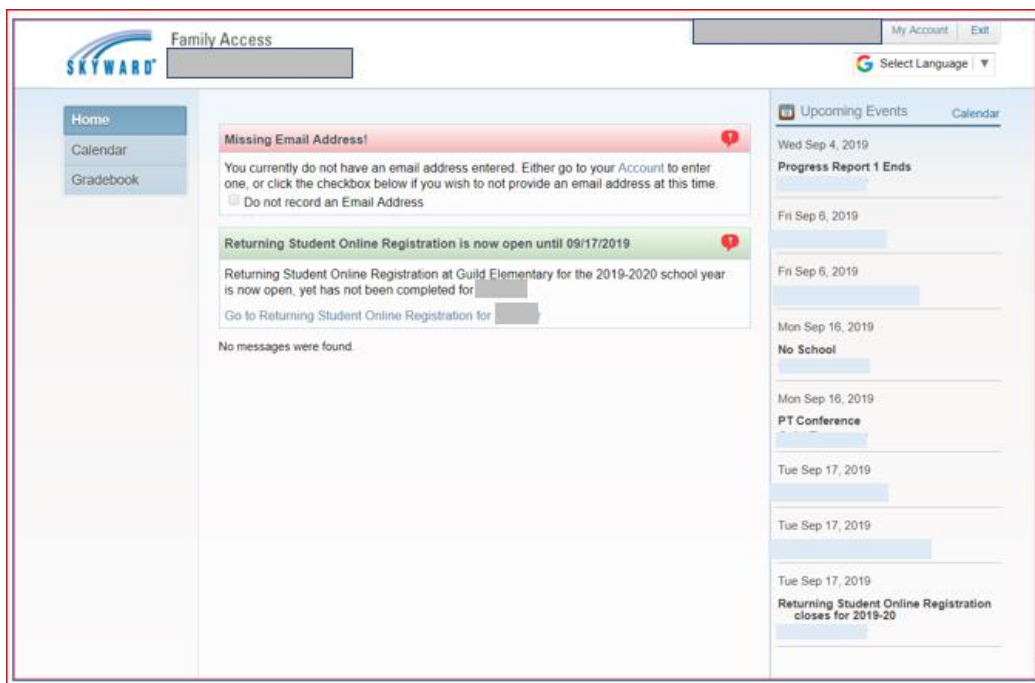 SKYWARD®
Family Access
My Account
Exit
Select Language
Home
Calendar
Gradebook
Missing Email Address!
You currently do not have an email address entered. Either go to your Account to enter
one, or click the checkbox below if you wish to not provide an email address at this time.
Do not record an Email Address
Returning Student Online Registration is now open until 09/17/2019
Returning Student Online Registration at Guild Elementary for the 2019-2020 school year
is now open, yet has not been completed for
Go to Returning Student Online Registration for
No messages were found.
Upcoming Events
Calendar
Wed Sep 4, 2019
Progress Report 1 Ends
Fri Sep 6, 2019
Fri Sep 6, 2019
Mon Sep 16, 2019
No School
Mon Sep 16, 2019
PT Conference
Tue Sep 17, 2019
Tue Sep 17, 2019
Tue Sep 17, 2019
Returning Student Online Registration
closes for 2019-20